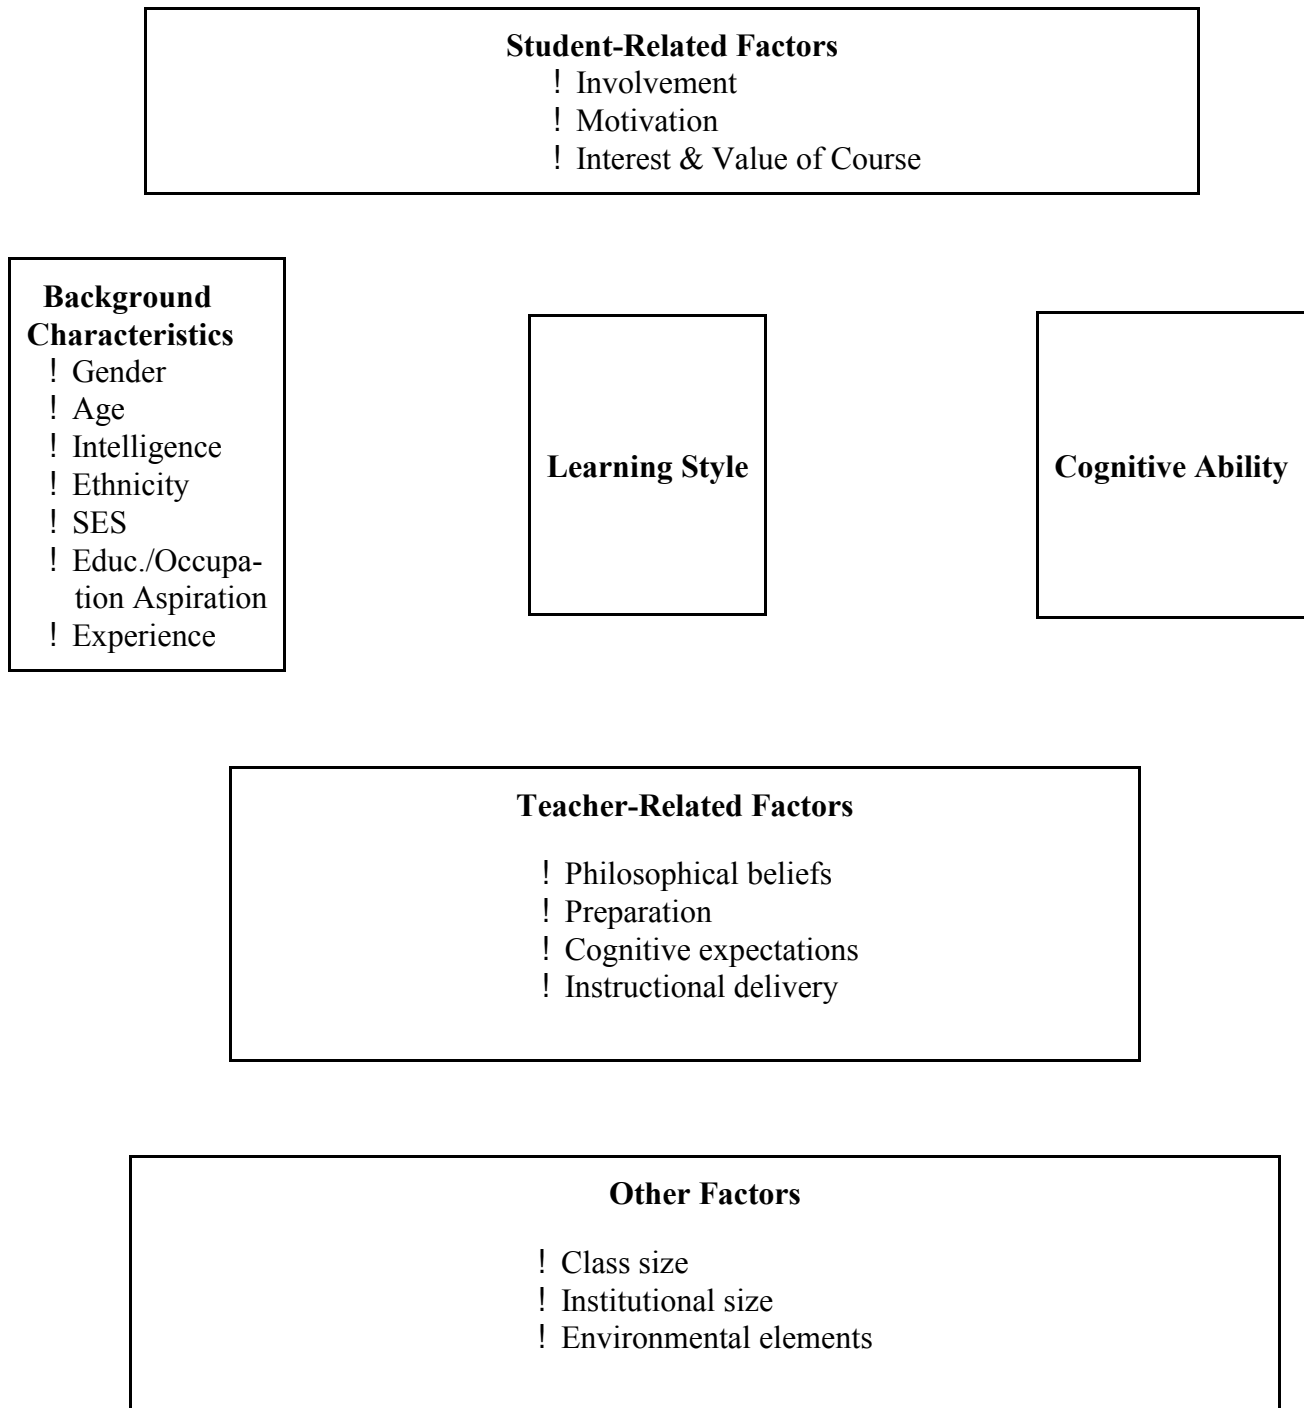 Student-Related Factors
! Involvement
! Motivation
! Interest & Value of Course
Background
Characteristics
! Gender
! Age
! Intelligence
! Ethnicity
! SES
! Educ./Occupa-
tion Aspiration
! Experience
Learning Style
Cognitive Ability
Teacher-Related Factors
! Philosophical beliefs
! Preparation
! Cognitive expectations
! Instructional delivery
Other Factors
! Class size
! Institutional size
! Environmental elements